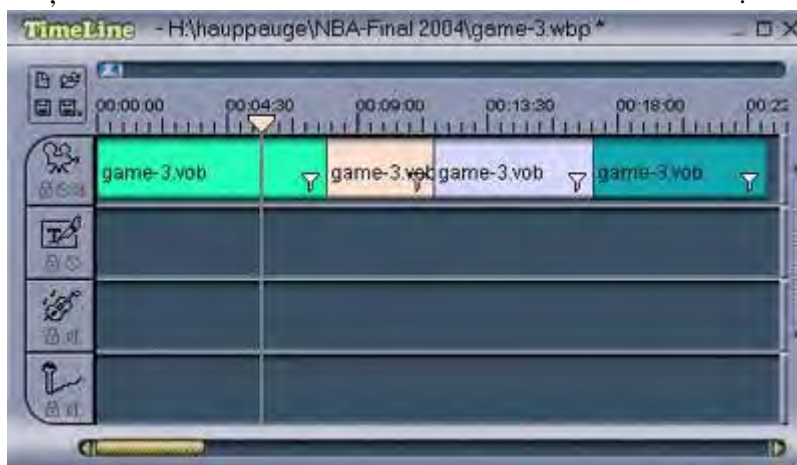 TimeLine - H:\hauppauge\NBA-Final 2004\game-3.wbp *
00:00:00 00:04:30 00:09:00 00:13:30 00:18:00 00:22
game-3.vob game-3.vob game-3.vob game-3.vob
T